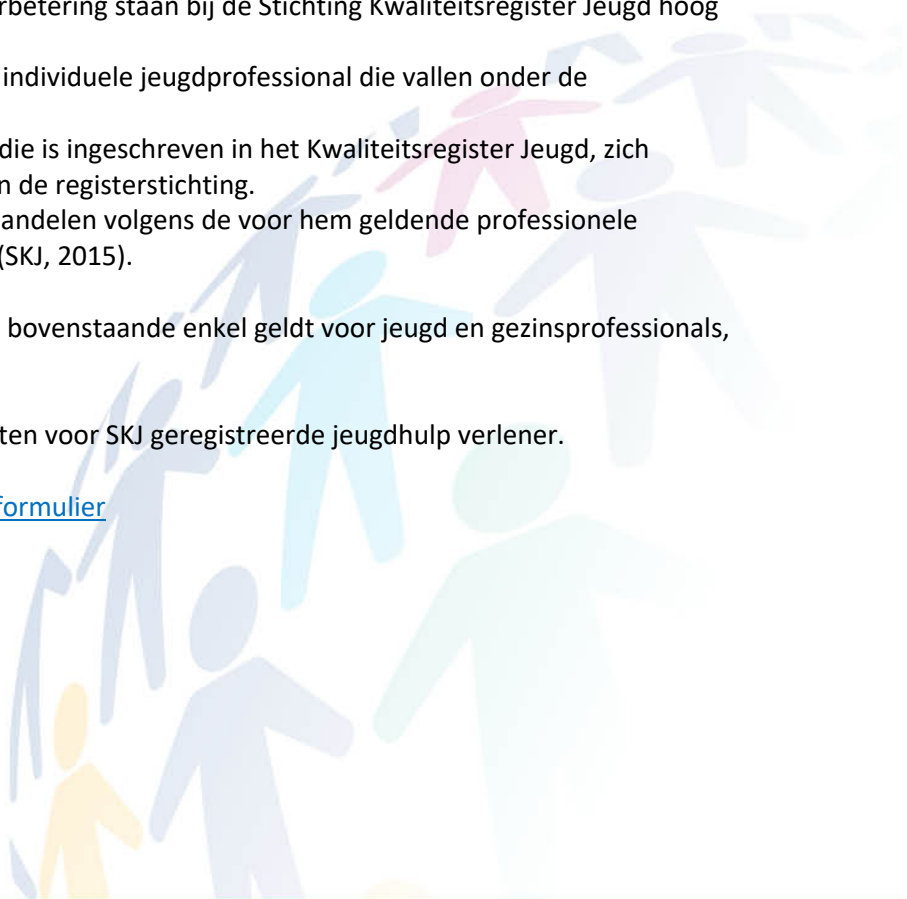 rbetering staan bij de Stichting Kwaliteitsregister Jeugd hoog
individuele jeugdprofessional die vallen onder de
die is ingeschreven in het Kwaliteitsregister Jeugd, zich
n de registerstichting.
andelen volgens de voor hem geldende professionele
(SKJ, 2015).
bovenstaande enkel geldt voor jeugd en gezinsprofessionals,
ten voor SKJ geregistreerde jeugdhulp verlener.
formulier